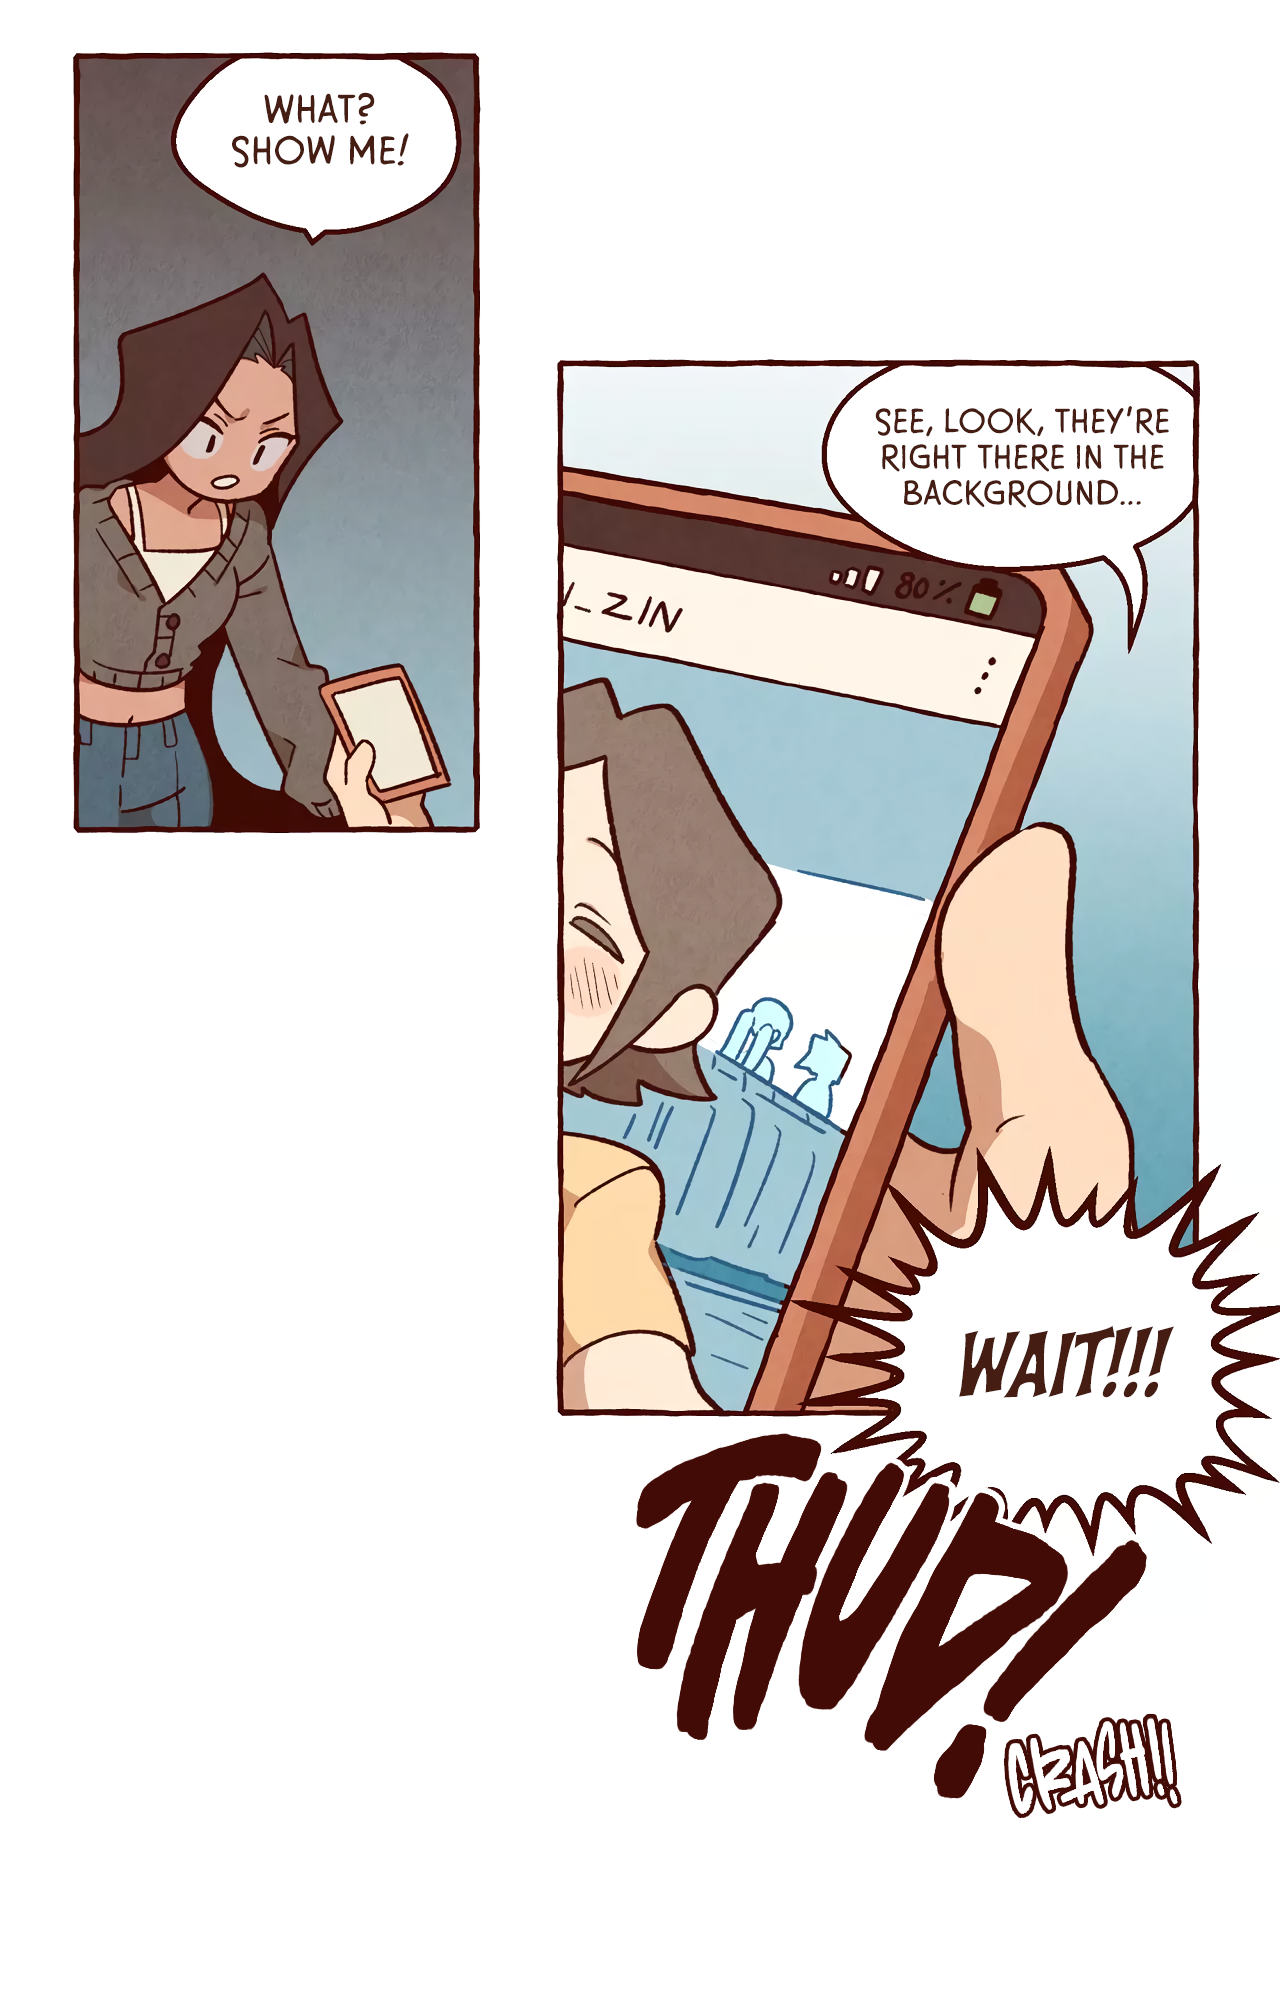 WHAT?
SHOW ME!
SEE, LOOK, THEY'RE
RIGHT THERE IN THE
BACKGROUND...
80%
_ZIN
WAIT!!!
THUD!
CRASH!!